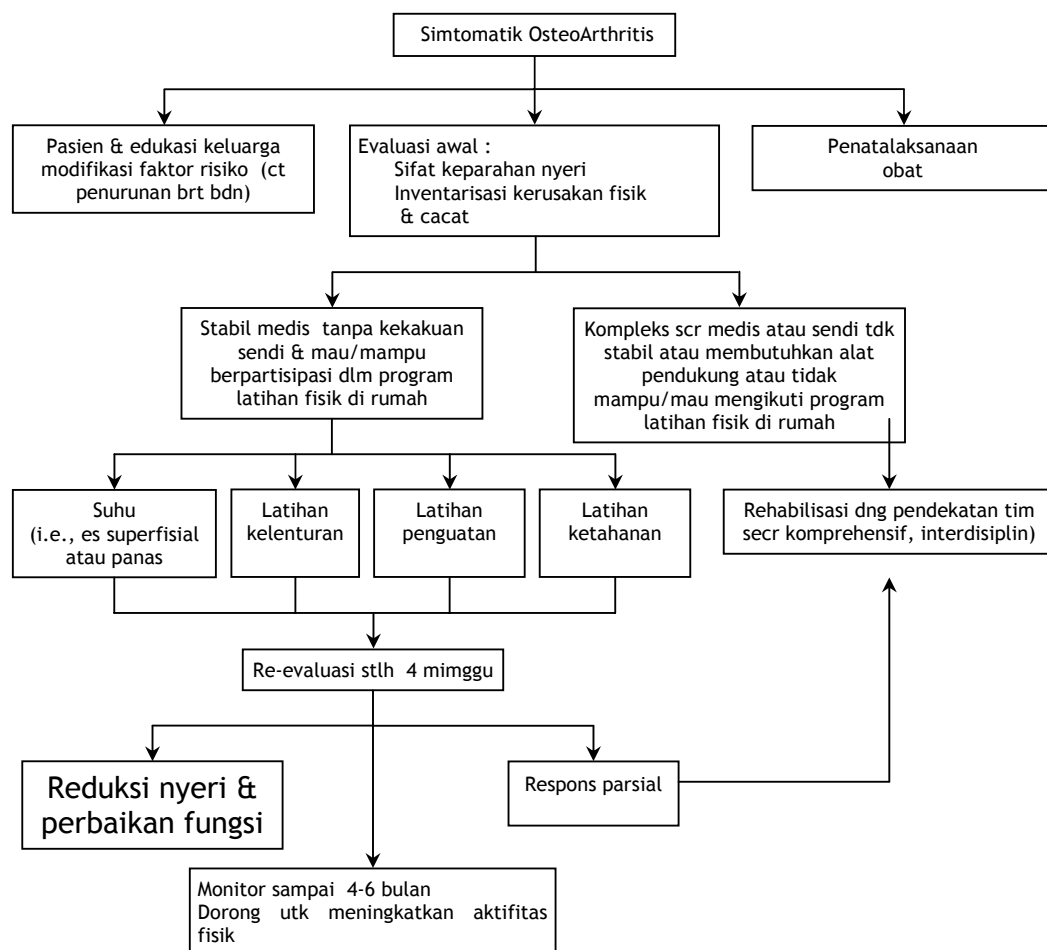 Simtomatik OsteoArthritis
Pasien & edukasi keluarga
modifikasi faktor risiko (ct
penurunan brt bdn)
Evaluasi awal :
Sifat keparahan nyeri
Inventarisasi kerusakan fisik
& cacat
Penatalaksanaan
obat
Stabil medis tanpa kekakuan
sendi & mau/mampu
berpartisipasi dlm program
latihan fisik di rumah
Kompleks scr medis atau sendi tdk
stabil atau membutuhkan alat
pendukung atau tidak
mampu/mau mengikuti program
latihan fisik di rumah
Suhu
(i.e., es superfisial
atau panas
Latihan
kelenturan
Latihan
penguatan
Latihan
ketahanan
Rehabilisasi dng pendekatan tim
secr komprehensif, interdisiplin)
Re-evaluasi stlh 4 mimggu
Reduksi nyeri &
perbaikan fungsi
Respons parsial
Monitor sampai 4-6 bulan
Dorong utk meningkatkan aktifitas
fisik